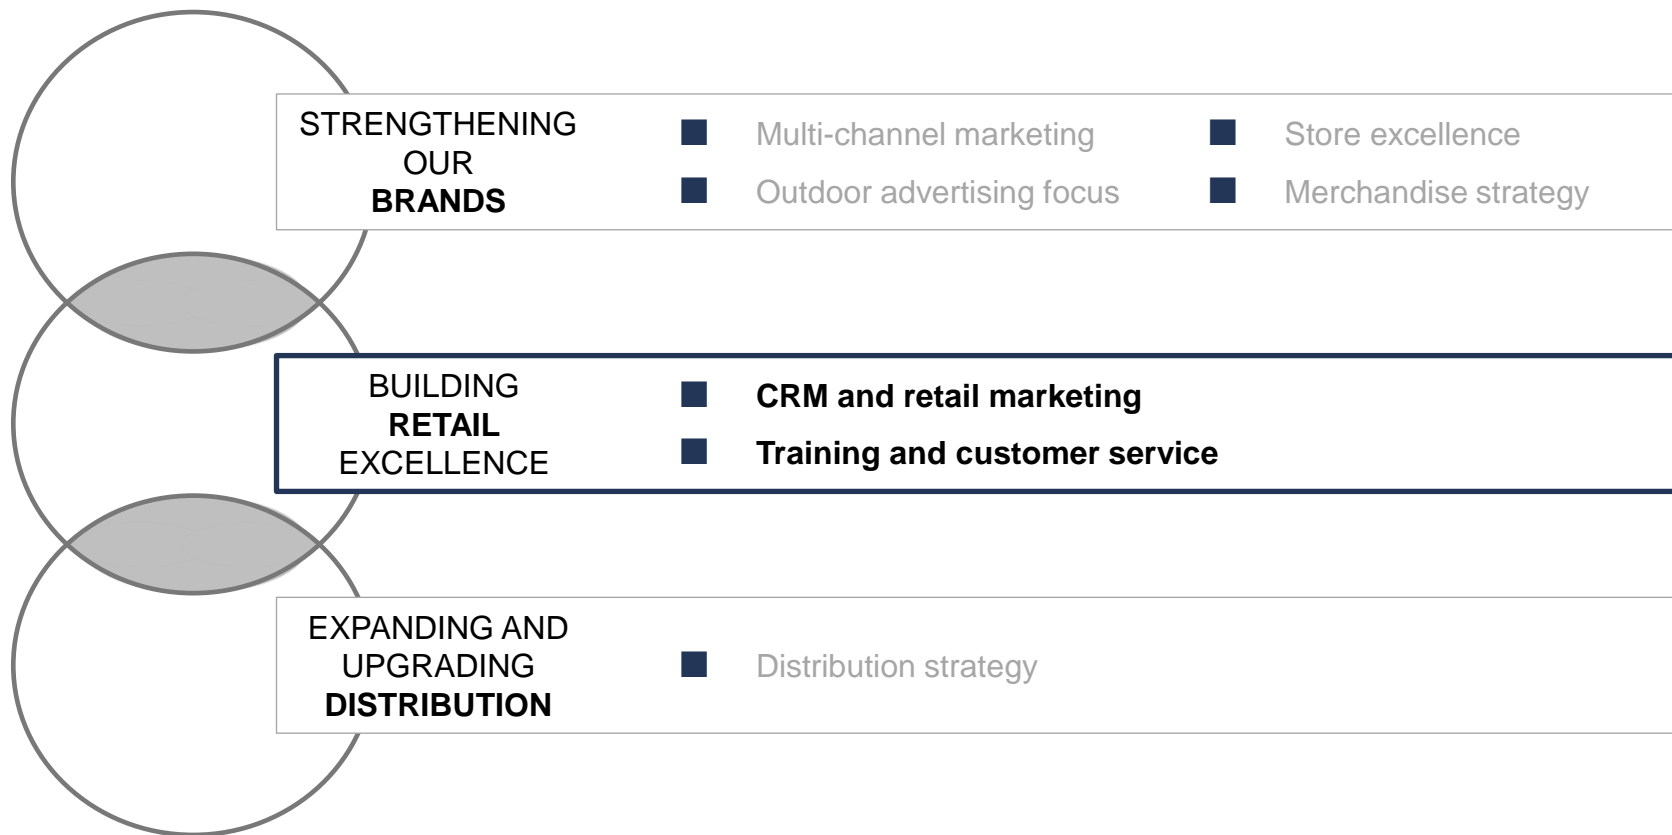 STRENGTHENING
OUR
BRANDS
Multi-channel marketing
Outdoor advertising focus
Store excellence
Merchandise strategy
BUILDING
RETAIL
EXCELLENCE
CRM and retail marketing
Training and customer service
EXPANDING AND
UPGRADING
DISTRIBUTION
Distribution strategy